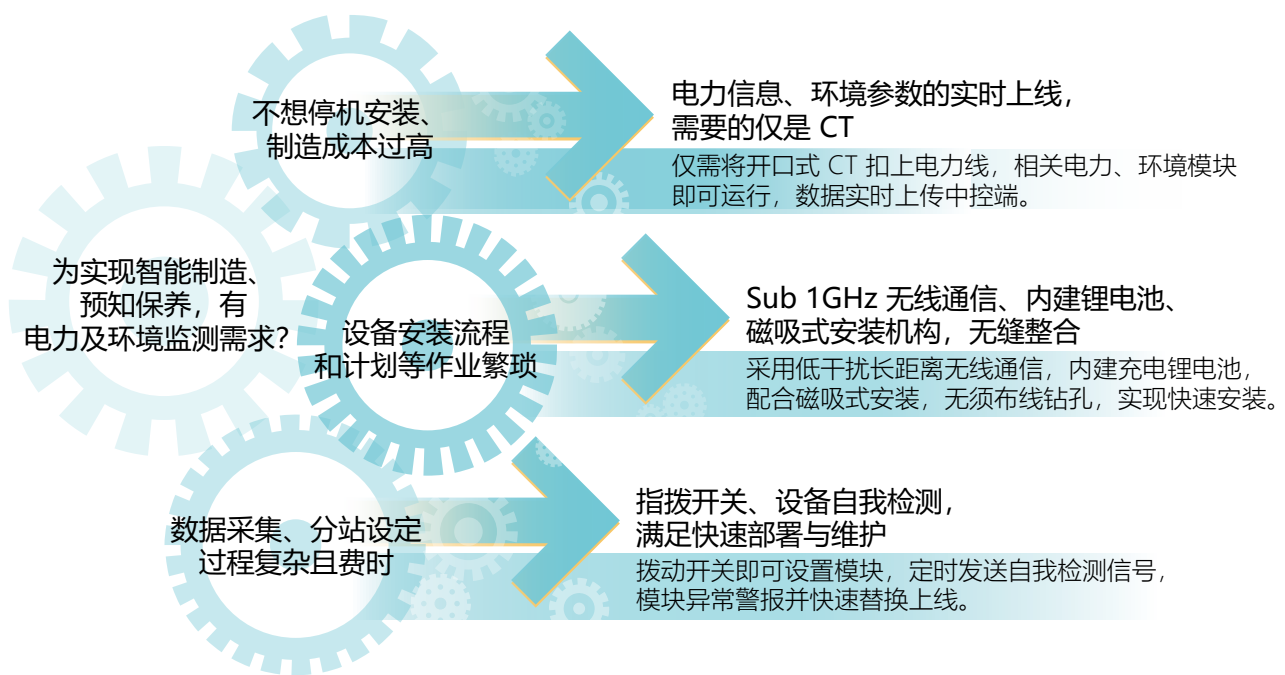 为实现智能制造、
预知保养，有
电力及环境监测需求？
不想停机安装、
制造成本过高
电力信息、环境参数的实时上线，
需要的仅是 CT
仅需将开口式 CT 扣上电力线，相关电力、环境模块
即可运行，数据实时上传中控端。
设备安装流程
和计划等作业繁琐
Sub 1GHz 无线通信、内建锂电池、
磁吸式安装机构，无缝整合
采用低干扰长距离无线通信，内建充电锂电池，
配合磁吸式安装，无须布线钻孔，实现快速安装。
数据采集、分站设定
过程复杂且费时
指拨开关、设备自我检测，
满足快速部署与维护
拨动开关即可设置模块，定时发送自我检测信号，
模块异常警报并快速替换上线。